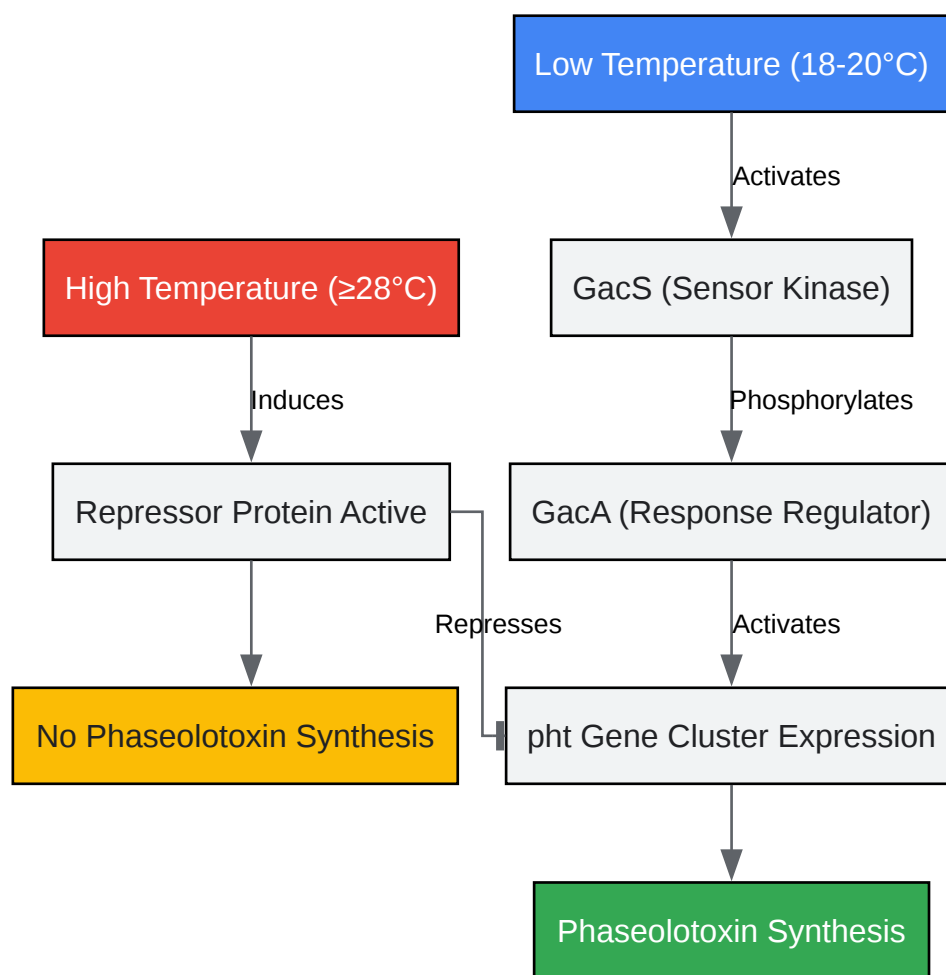 Low Temperature (18-20°C)
Activates
High Temperature (≥28°C)
GacS (Sensor Kinase)
Induces
Phosphorylates
Repressor Protein Active
GacA (Response Regulator)
Represses
Activates
No Phaseolotoxin Synthesis
pht Gene Cluster Expression
Phaseolotoxin Synthesis